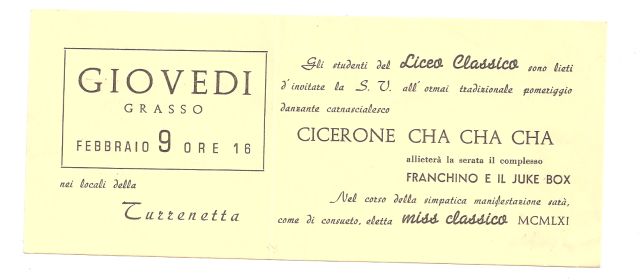 GIOVEDI
GRASSO
FEBBRAIO 9 ORE 16
nei locali della
Turrenetta
Gli studenti del Liceo Classico sono lieti
d'invitare la S. V. all'ormai tradizionale pomeriggio
danzante carnascialesco
CICERONE CHA CHA CHA
allieterà la serata il complesso
FRANCHINO E IL JUKE BOX
Nel corso della simpatica manifestazione sarà,
come di consueto, eletta miss classico MCMLXI